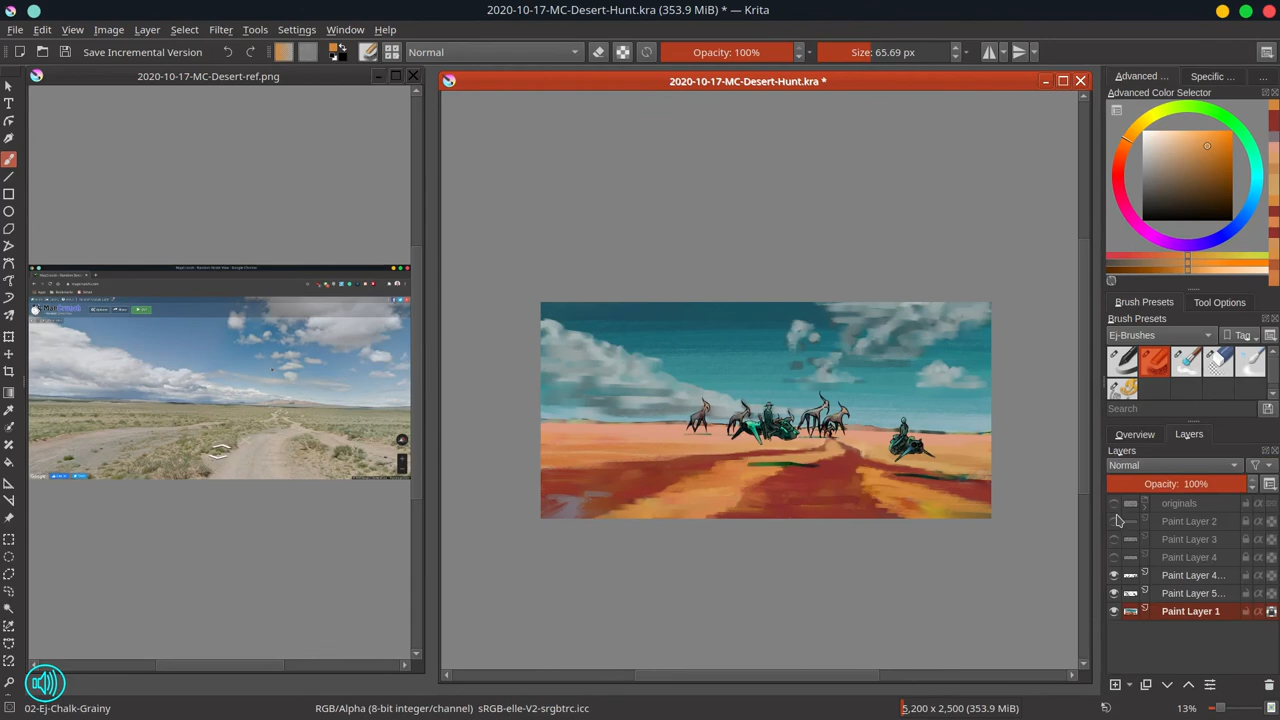 2020-10-17-MC-Desert-Hunt.kra (353.9 MiB) * — Krita
File Edit View Image Layer Select Filter Tools Settings Window Help
Save Incremental Version
Normal
Opacity: 100%
Size: 65.69 px
2020-10-17-MC-Desert-ref.png
2020-10-17-MC-Desert-Hunt.kra *
Advanced ...
Specific ...
...
Advanced Color Selector
Brush Presets
Tool Options
Brush Presets
Ej-Brushes
Tag
Search
Overview
Layers
Layers
Normal
Opacity: 100%
originals
Paint Layer 2
Paint Layer 3
Paint Layer 4
Paint Layer 4...
Paint Layer 5...
Paint Layer 1
Google
02-Ej-Chalk-Grainy
RGB/Alpha (8-bit integer/channel) sRGB-elle-V2-srgbtrc.icc
5,200 x 2,500 (353.9 MiB)
13%